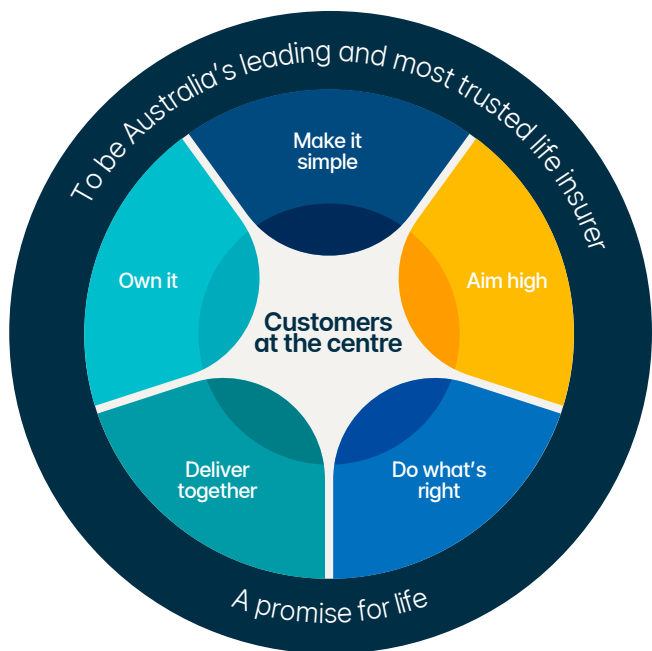 To be Australia's leading and most trusted life insurer
Make it
simple
Own it
Aim high
Customers
at the centre
Deliver
together
Do what's
right
A promise for life